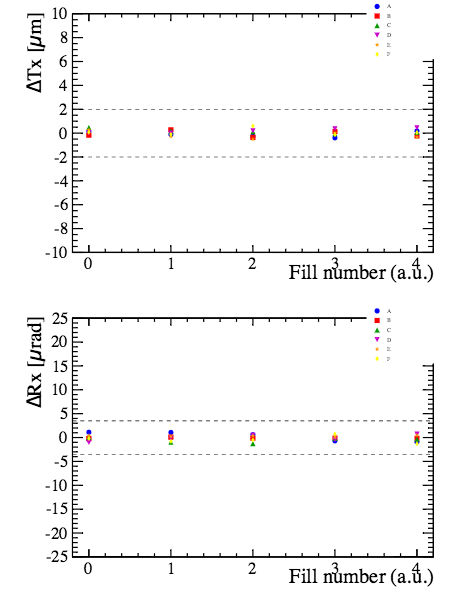 ΔTx [μm]
10
8
6
4
2
0
-2
-4
-6
-8
-10
A
B
C
D
E
F
0 1 2 3 4
Fill number (a.u.)
ΔRx [μrad]
25
20
15
10
5
0
-5
-10
-15
-20
-25
A
B
C
D
E
F
0 1 2 3 4
Fill number (a.u.)